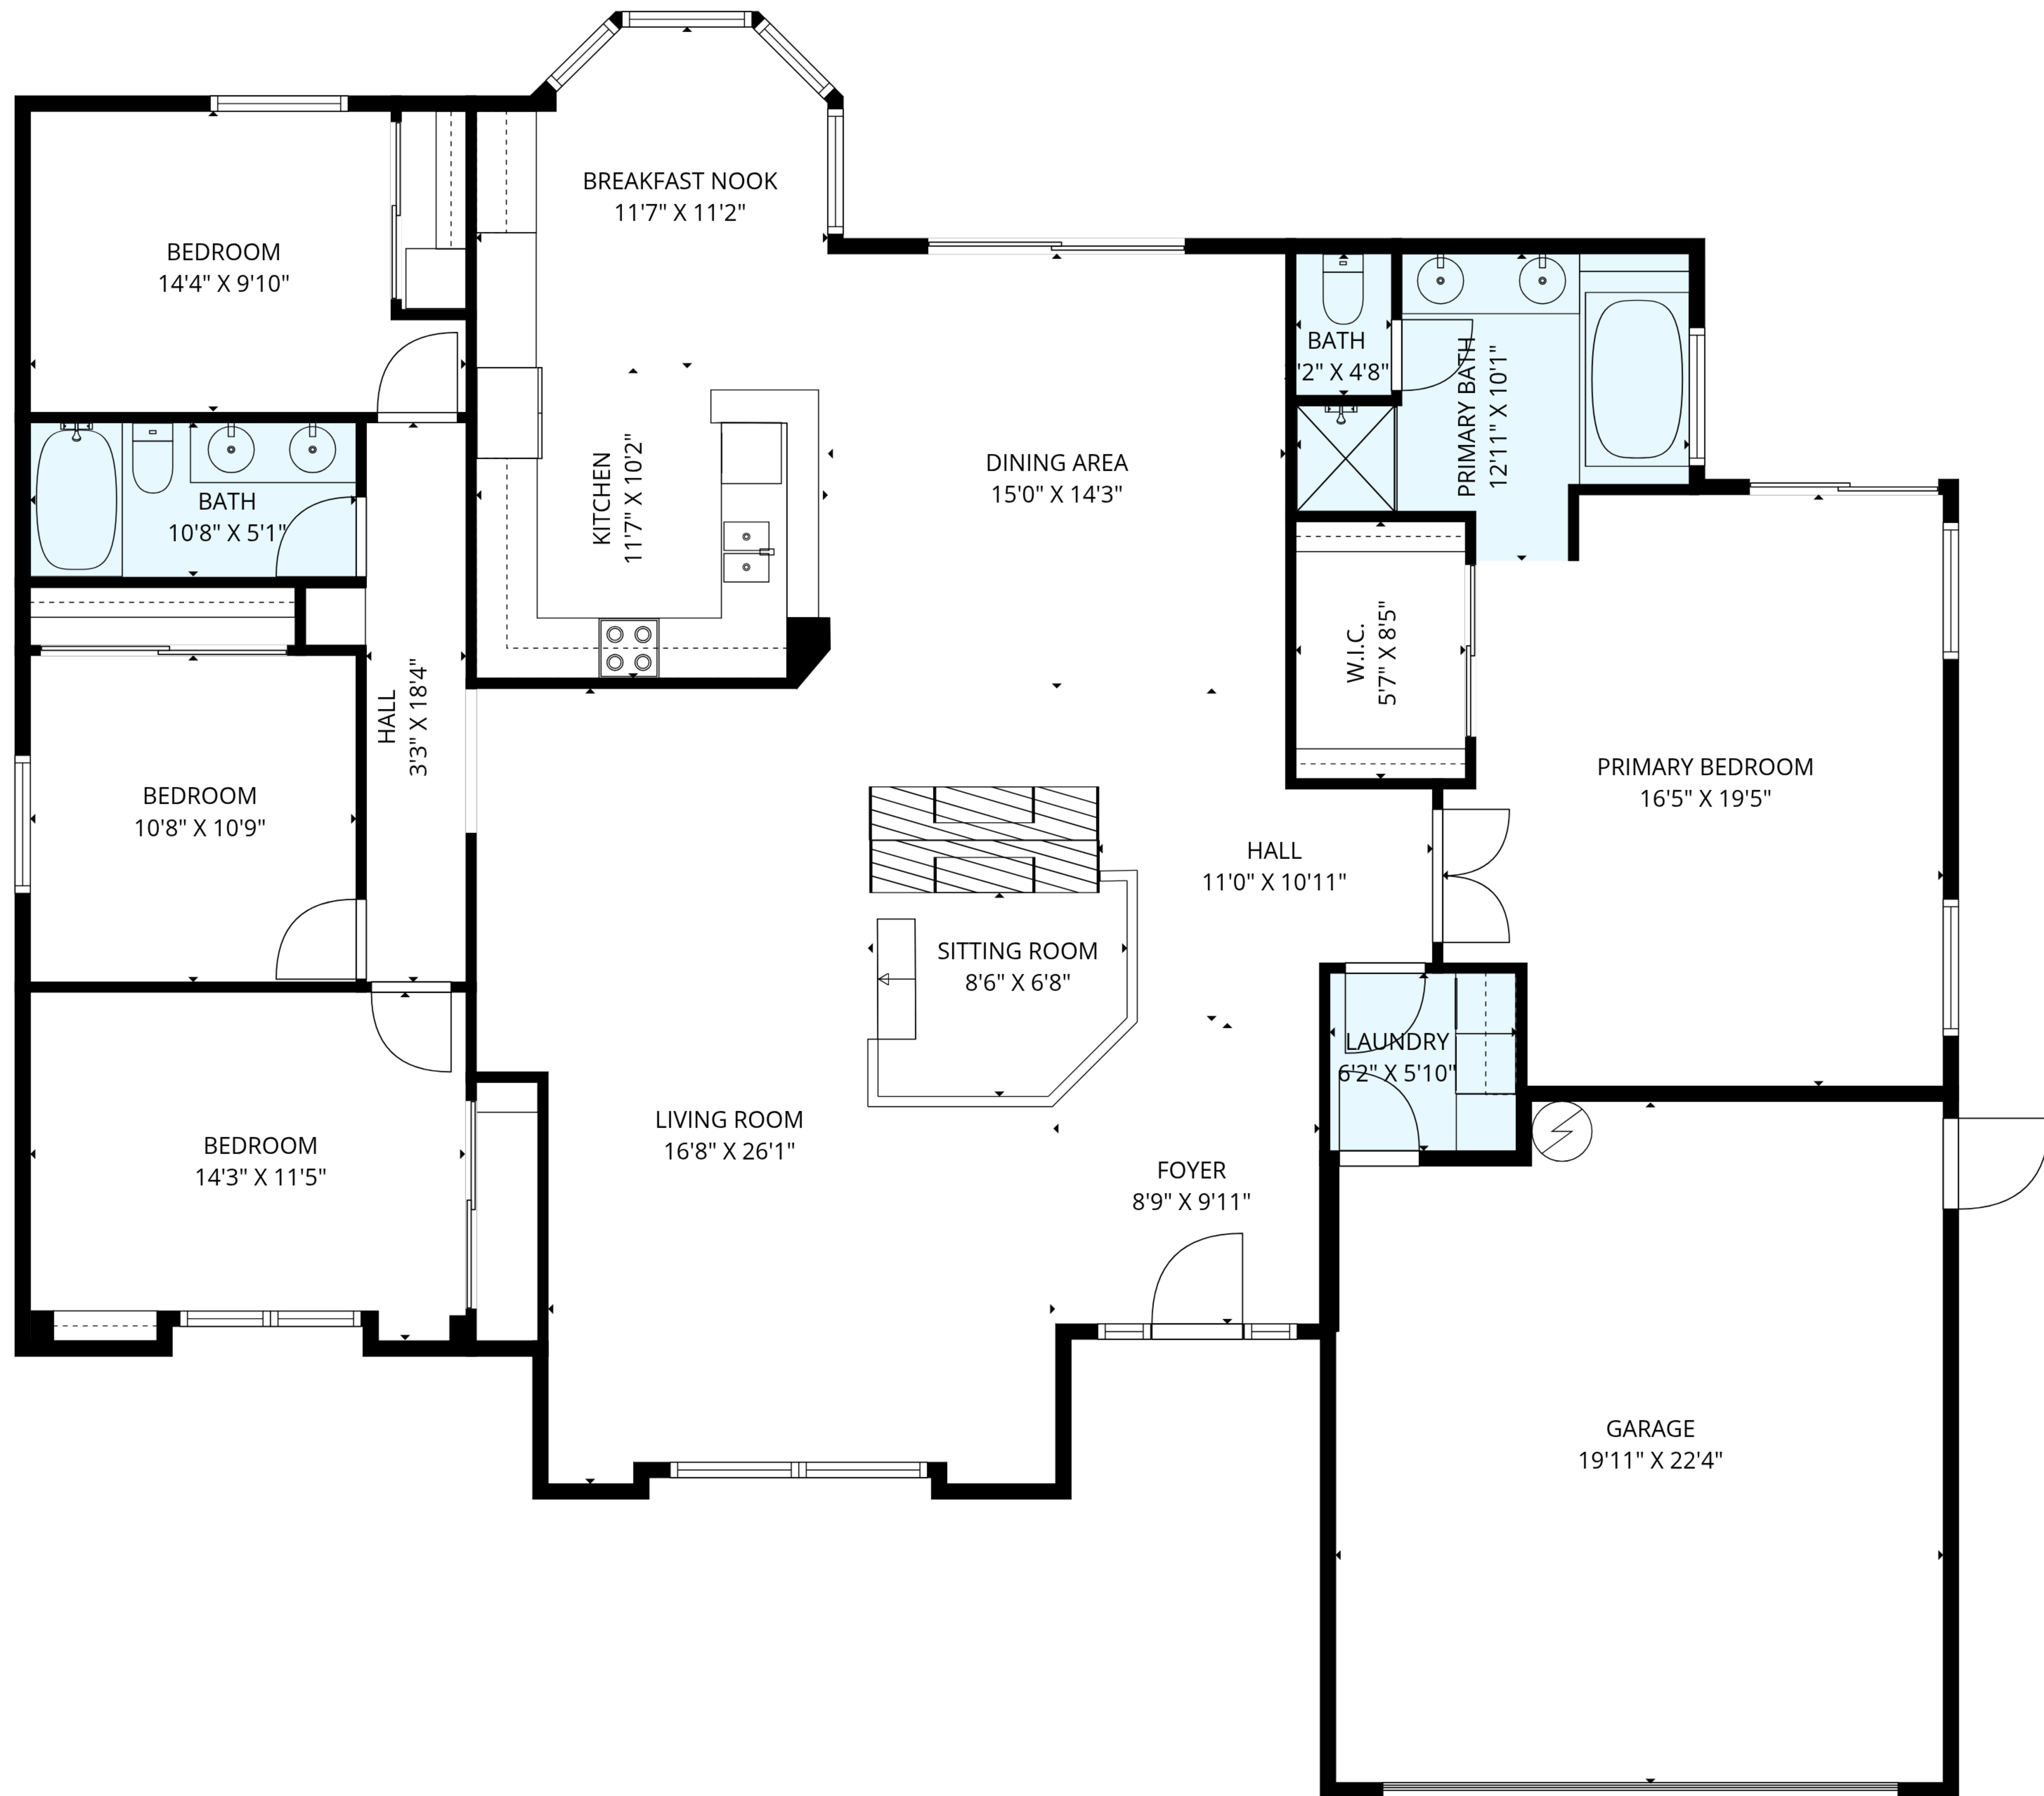 BREAKFAST NOOK
11'7" X 11'2"
BEDROOM
14'4" X 9'10"
BATH
'2" X 4'8"
PRIMARY BATH
12'11" X 10'1"
KITCHEN
11'7" X 10'2"
DINING AREA
15'0" X 14'3"
BATH
10'8" X 5'1"
HALL
3'3" X 18'4"
W.I.C.
5'7" X 8'5"
PRIMARY BEDROOM
16'5" X 19'5"
BEDROOM
10'8" X 10'9"
HALL
11'0" X 10'11"
SITTING ROOM
8'6" X 6'8"
LAUNDRY
6'2" X 5'10"
LIVING ROOM
16'8" X 26'1"
BEDROOM
14'3" X 11'5"
FOYER
8'9" X 9'11"
GARAGE
19'11" X 22'4"